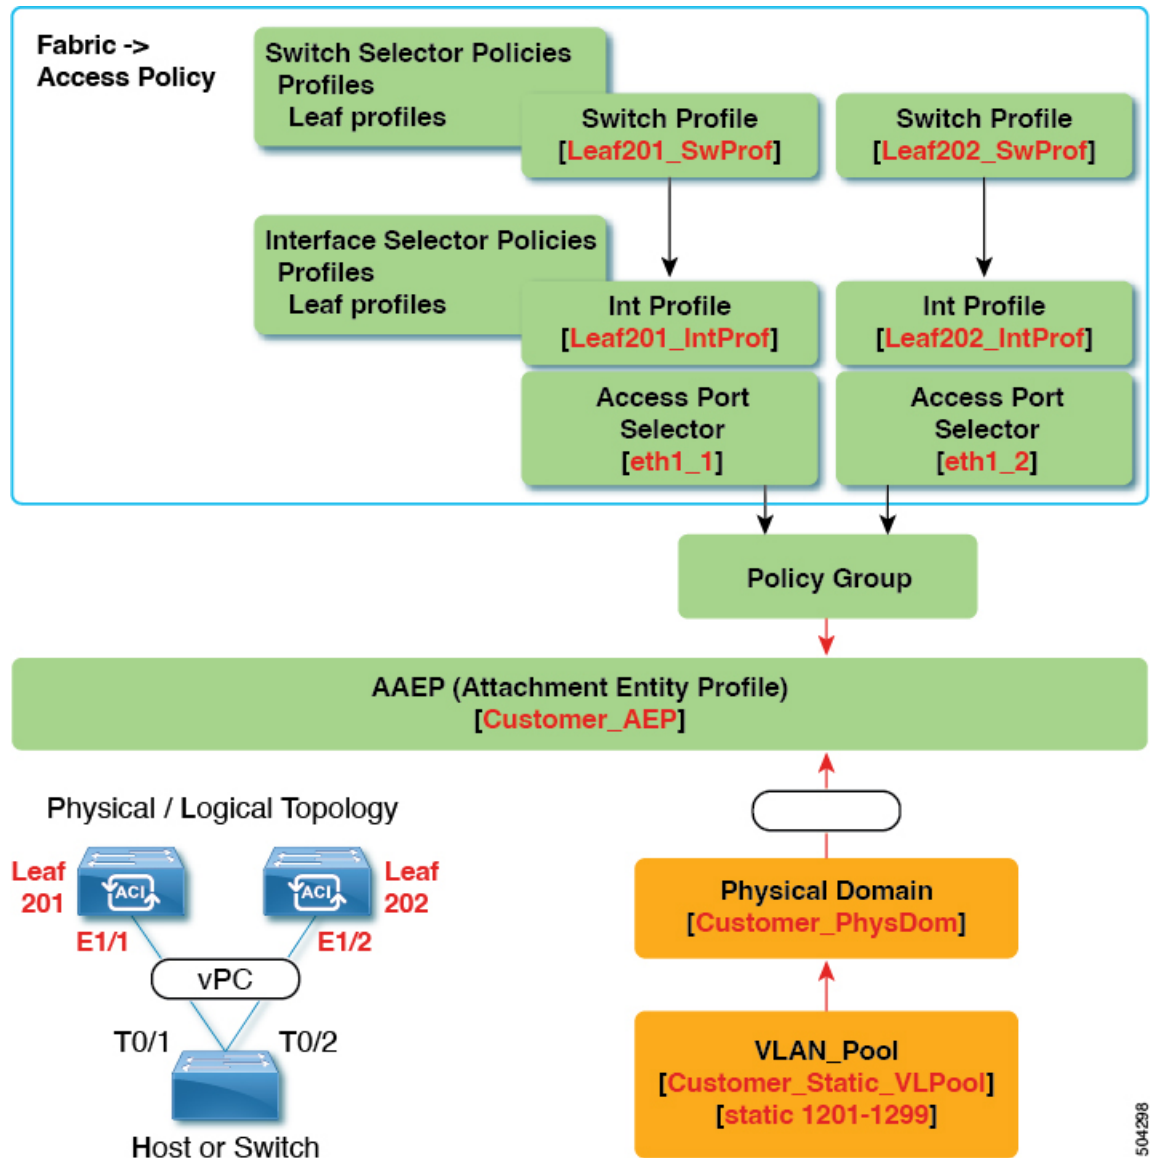 Fabric ->
Access Policy
Switch Selector Policies
Profiles
Leaf profiles
Switch Profile
[Leaf201_SwProf]
Switch Profile
[Leaf202_SwProf]
Interface Selector Policies
Profiles
Leaf profiles
Int Profile
[Leaf201_IntProf]
Int Profile
[Leaf202_IntProf]
Access Port
Selector
[eth1_1]
Access Port
Selector
[eth1_2]
Policy Group
AAEP (Attachment Entity Profile)
[Customer_AEP]
Physical / Logical Topology
Leaf
201
ACI
ACI
Leaf
202
E1/1
E1/2
vPC
T0/1
T0/2
Host or Switch
Physical Domain
[Customer_PhysDom]
VLAN_Pool
[Customer_Static_VLPool]
[static 1201-1299]
504298